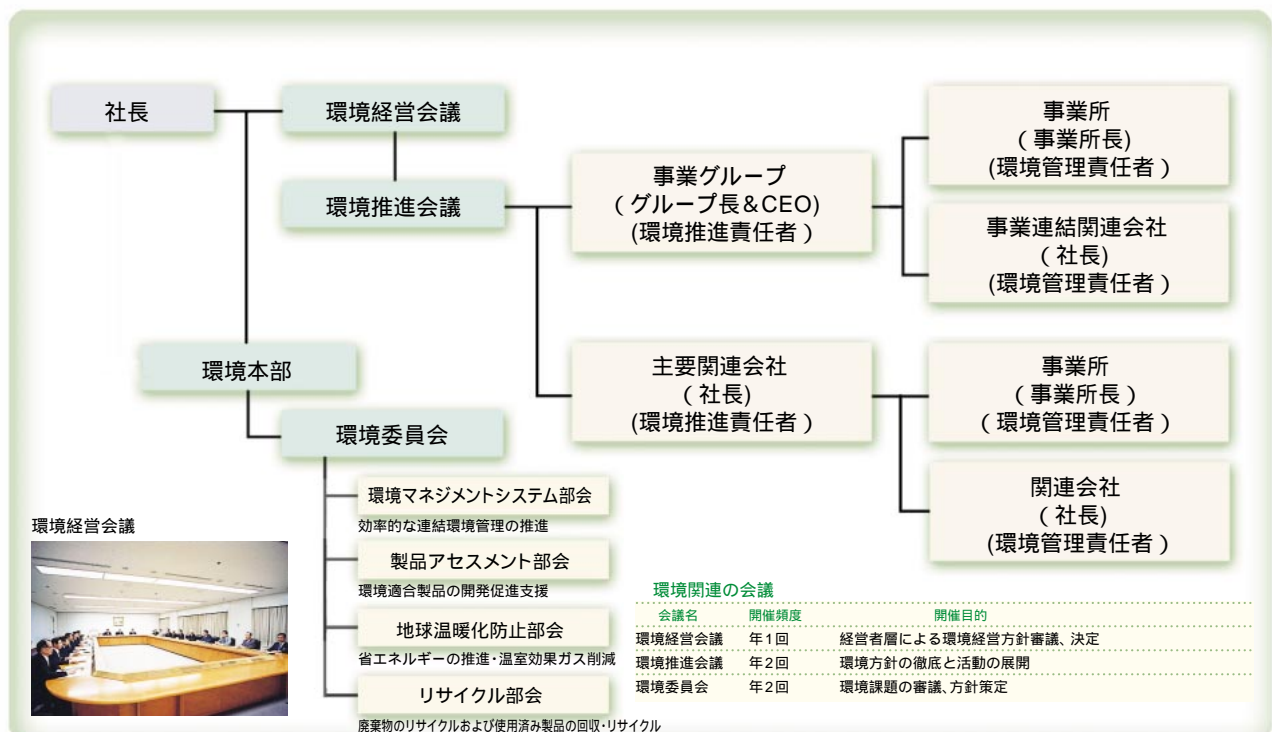 社長
環境経営会議
環境推進会議
環境本部
環境委員会
環境マネジメントシステム部会
効率的な連結環境管理の推進
製品アセスメント部会
環境適合製品の開発促進支援
地球温暖化防止部会
省エネルギーの推進・温室効果ガス削減
リサイクル部会
廃棄物のリサイクルおよび使用済み製品の回収・リサイクル
事業グループ
(グループ長&CEO)
(環境推進責任者)
主要関連会社
(社長)
(環境推進責任者)
事業所
(事業所長)
(環境管理責任者)
事業連結関連会社
(社長)
(環境管理責任者)
事業所
(事業所長)
(環境管理責任者)
関連会社
(社長)
(環境管理責任者)
環境経営会議
環境関連の会議
会議名 開催頻度 開催目的
環境経営会議 年1回 経営者層による環境経営方針審議、決定
環境推進会議 年2回 環境方針の徹底と活動の展開
環境委員会 年2回 環境課題の審議、方針策定